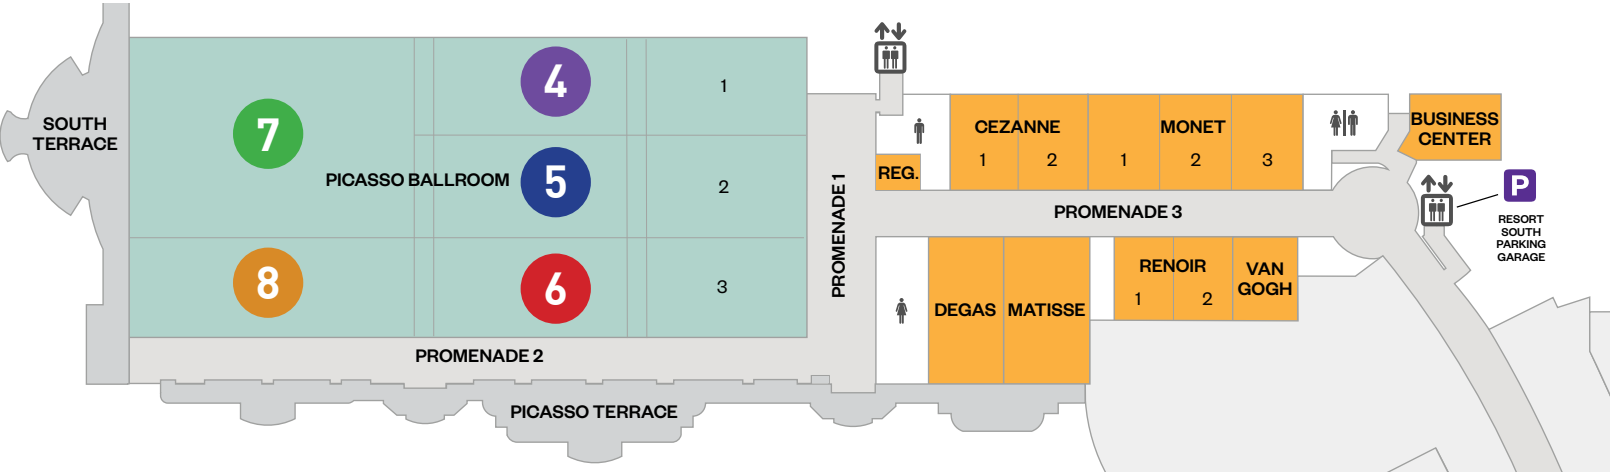 SOUTH
TERRACE
7
8
PICASSO BALLROOM
4
5
6
1
2
3
PROMENADE 2
PICASSO TERRACE
PROMENADE 1
REG.
CEZANNE
1 2
MONET
1 2 3
PROMENADE 3
DEGAS
MATISSE
RENOIR
1 2
VAN
GOGH
BUSINESS
CENTER
P
RESORT
SOUTH
PARKING
GARAGE